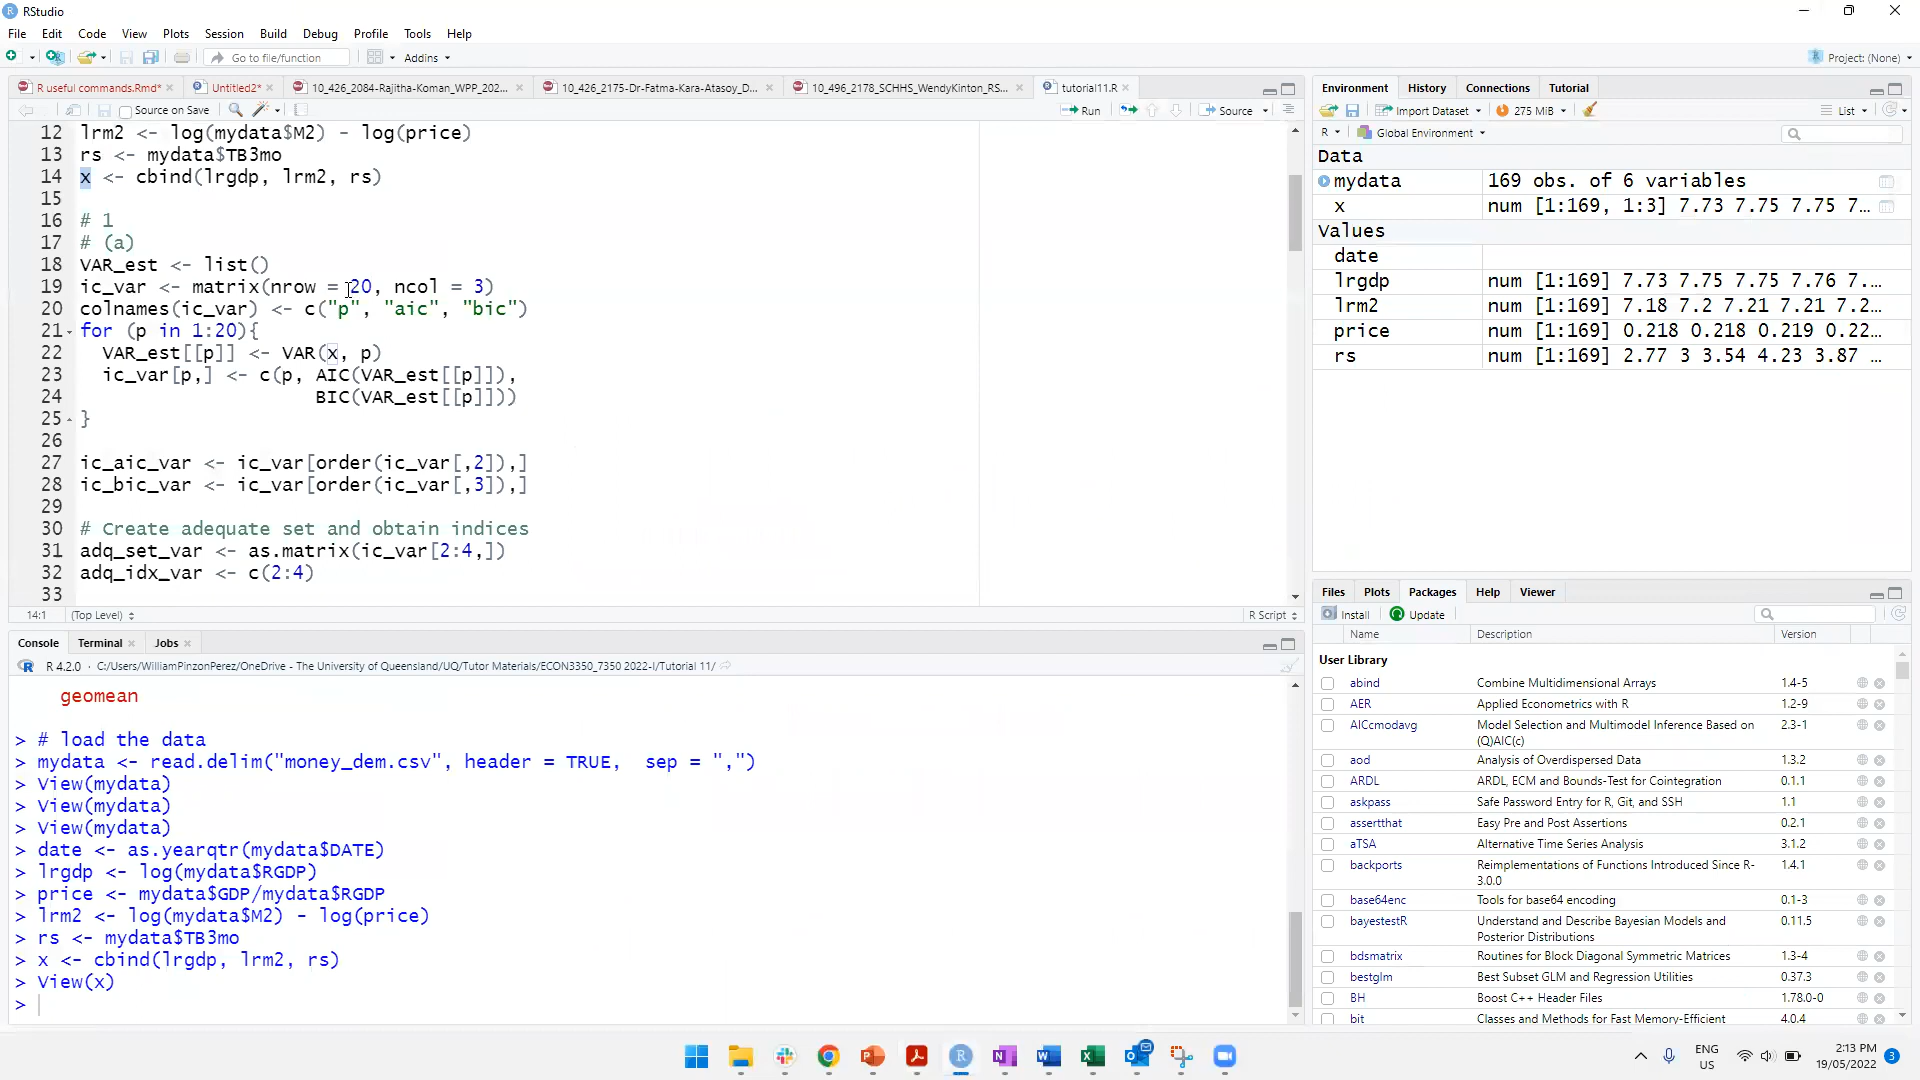 RStudio
File Edit Code View Plots Session Build Debug Profile Tools Help
Go to file/function Addins Project: (None)
R useful commands.Rmd* Untitled2* 10_426_2084-Rajitha-Koman_WPP_202... 10_426_2175-Dr-Fatma-Kara-Atasoy_D... 10_496_2178_SCHHS_WendyKinton_RS... tutorial11.R
Source on Save Run Source
12 lrm2 <- log(mydata$M2) - log(price)
13 rs <- mydata$TB3mo
14 x <- cbind(lrgdp, lrm2, rs)
15
16 # 1
17 # (a)
18 VAR_est <- list()
19 ic_var <- matrix(nrow = 20, ncol = 3)
20 colnames(ic_var) <- c("p", "aic", "bic")
21 for (p in 1:20){
22 VAR_est[[p]] <- VAR(x, p)
23 ic_var[p,] <- c(p, AIC(VAR_est[[p]]),
24 BIC(VAR_est[[p]]))
25 }
26
27 ic_aic_var <- ic_var[order(ic_var[,2]),]
28 ic_bic_var <- ic_var[order(ic_var[,3]),]
29
30 # Create adequate set and obtain indices
31 adq_set_var <- as.matrix(ic_var[2:4,])
32 adq_idx_var <- c(2:4)
33
14:1 (Top Level) R Script
Console Terminal Jobs
R 4.2.0 · C:/Users/WilliamPinzonPerez/OneDrive - The University of Queensland/UQ/Tutor Materials/ECON3350_7350 2022-I/Tutorial 11/
geomean
> # load the data
> mydata <- read.delim("money_dem.csv", header = TRUE,  sep = ",")
> View(mydata)
> View(mydata)
> View(mydata)
> date <- as.yearqtr(mydata$DATE)
> lrgdp <- log(mydata$RGDP)
> price <- mydata$GDP/mydata$RGDP
> lrm2 <- log(mydata$M2) - log(price)
> rs <- mydata$TB3mo
> x <- cbind(lrgdp, lrm2, rs)
> View(x)
>
Environment History Connections Tutorial
Import Dataset 275 MiB List
R Global Environment
Data
mydata 169 obs. of 6 variables
x num [1:169, 1:3] 7.73 7.75 7.75 7...
Values
date
lrgdp num [1:169] 7.73 7.75 7.75 7.76 7...
lrm2 num [1:169] 7.18 7.2 7.21 7.21 7.2...
price num [1:169] 0.218 0.218 0.219 0.22...
rs num [1:169] 2.77 3 3.54 4.23 3.87 ...
Files Plots Packages Help Viewer
Install Update
Name Description Version
User Library
abind Combine Multidimensional Arrays 1.4-5
AER Applied Econometrics with R 1.2-9
AICcmodavg Model Selection and Multimodel Inference Based on 2.3-1
(Q)AIC(c)
aod Analysis of Overdispersed Data 1.3.2
ARDL ARDL, ECM and Bounds-Test for Cointegration 0.1.1
askpass Safe Password Entry for R, Git, and SSH 1.1
assertthat Easy Pre and Post Assertions 0.2.1
aTSA Alternative Time Series Analysis 3.1.2
backports Reimplementations of Functions Introduced Since R- 1.4.1
3.0.0
base64enc Tools for base64 encoding 0.1-3
bayestestR Understand and Describe Bayesian Models and 0.11.5
Posterior Distributions
bdsmatrix Routines for Block Diagonal Symmetric Matrices 1.3-4
bestglm Best Subset GLM and Regression Utilities 0.37.3
BH Boost C++ Header Files 1.78.0-0
bit Classes and Methods for Fast Memory-Efficient 4.0.4
ENG
US
2:13 PM
19/05/2022
3